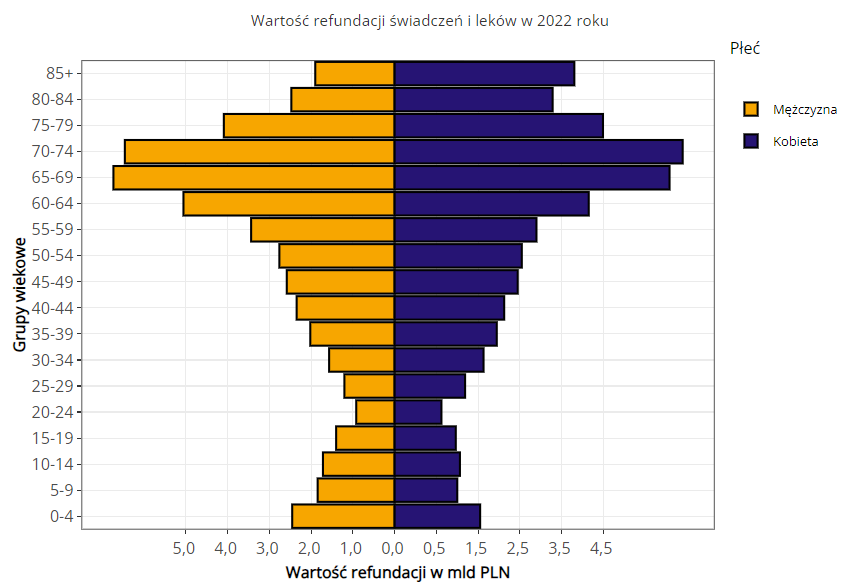 Wartość refundacji świadczeń i leków w 2022 roku
Płeć
Mężczyzna
Kobieta
Grupy wiekowe
85+
80-84
75-79
70-74
65-69
60-64
55-59
50-54
45-49
40-44
35-39
30-34
25-29
20-24
15-19
10-14
5-9
0-4
5,0 4,0 3,0 2,0 1,0 0,0 0,5 1,5 2,5 3,5 4,5
Wartość refundacji w mld PLN